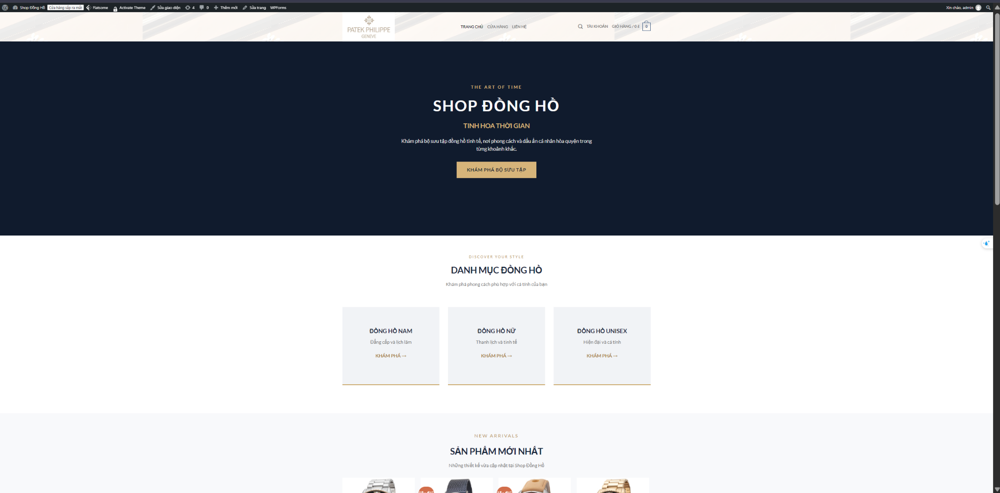 Shop Đồng Hồ Cửa hàng sắp ra mắt Flatsome Activate Theme Sửa giao diện 4 0 Thêm mới Sửa trang WPForms Xin chào, admin
PATEK PHILIPPE
GENEVE
TRANG CHỦ CỬA HÀNG LIÊN HỆ
TÀI KHOẢN GIỎ HÀNG / 0 ₫ 0
THE ART OF TIME
SHOP ĐỒNG HỒ
TINH HOA THỜI GIAN
Khám phá bộ sưu tập đồng hồ tinh tế, nơi phong cách và dấu ấn cá nhân hòa quyện trong
từng khoảnh khắc.
KHÁM PHÁ BỘ SƯU TẬP
DISCOVER YOUR STYLE
DANH MỤC ĐỒNG HỒ
Khám phá phong cách phù hợp với cá tính của bạn
ĐỒNG HỒ NAM
Đẳng cấp và lịch lãm
KHÁM PHÁ →
ĐỒNG HỒ NỮ
Thanh lịch và tinh tế
KHÁM PHÁ →
ĐỒNG HỒ UNISEX
Hiện đại và cá tính
KHÁM PHÁ →
NEW ARRIVALS
SẢN PHẨM MỚI NHẤT
Những thiết kế vừa cập nhật tại Shop Đồng Hồ